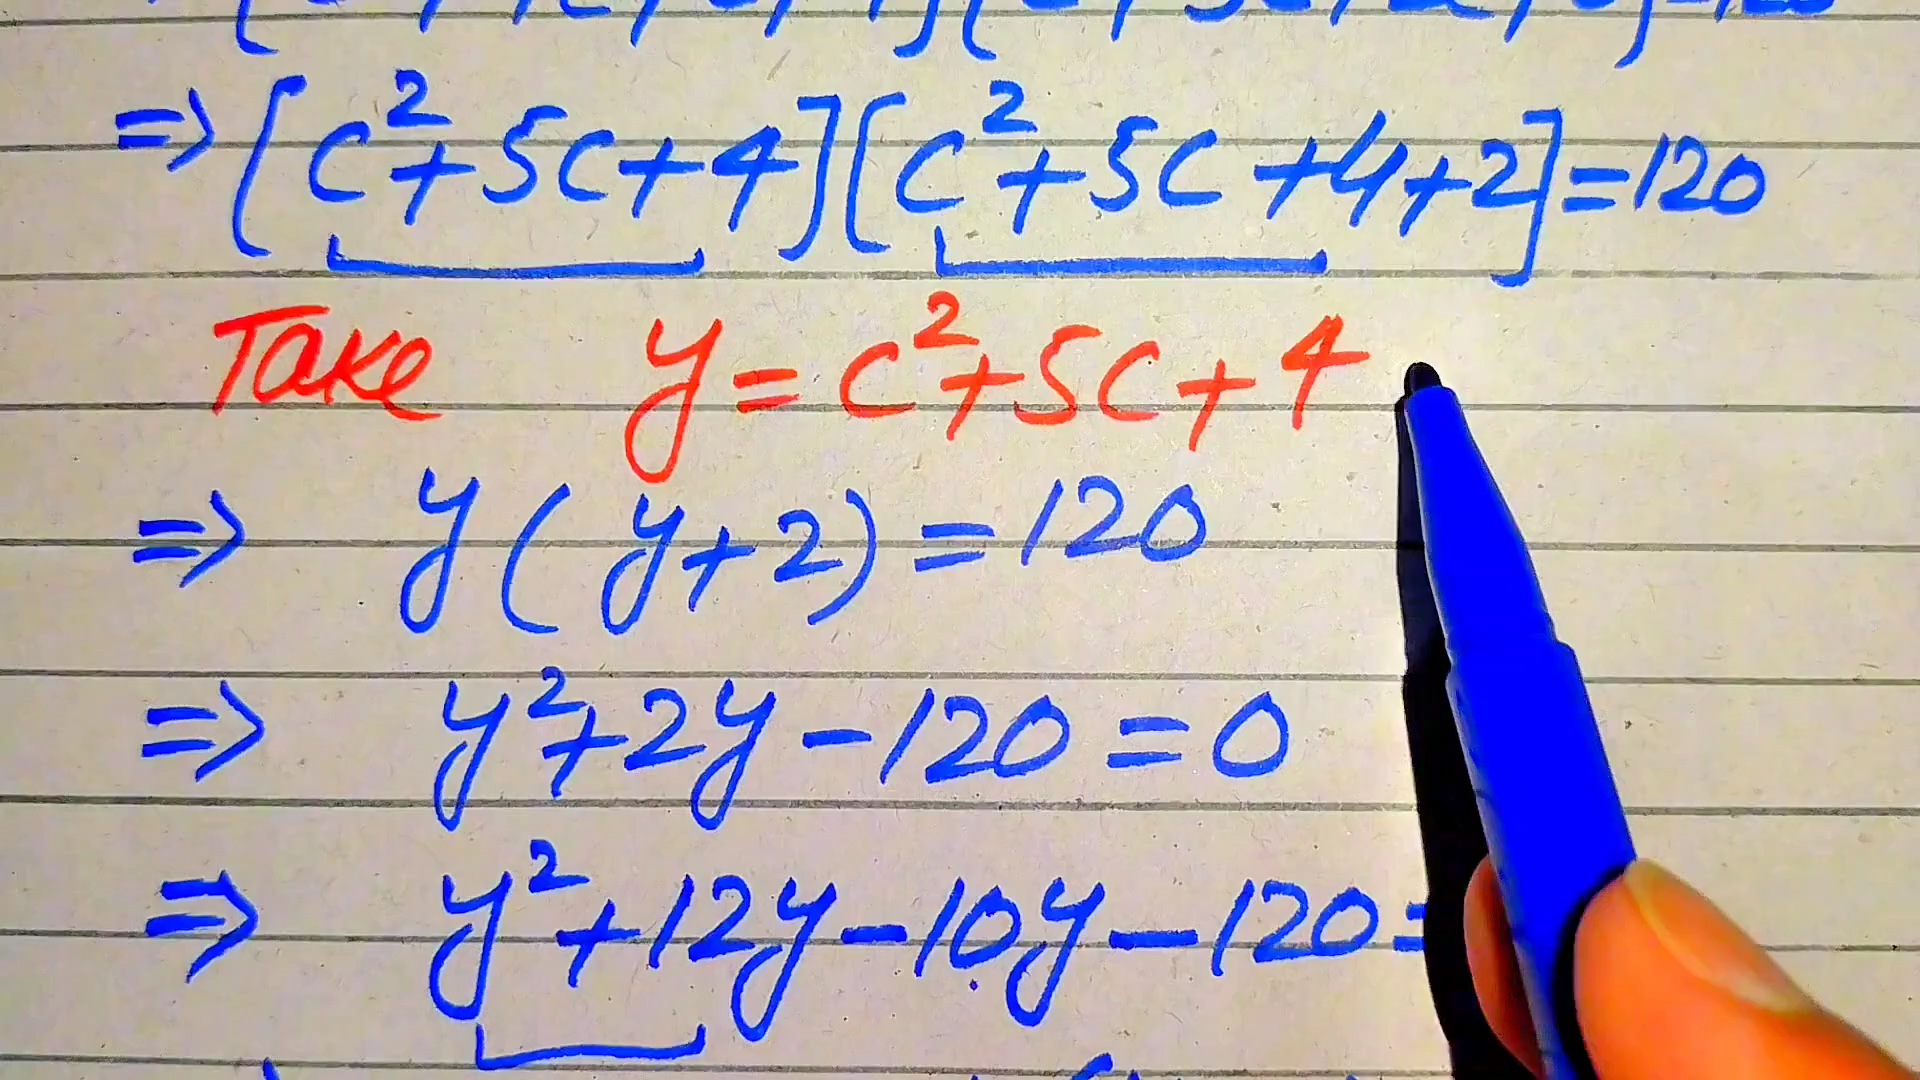 => [c²+5c+4][c²+5c+4+2]=120
Take y=c²+5c+4
=> y(y+2)=120
=> y²+2y-120=0
=> y²+12y-10y-120=